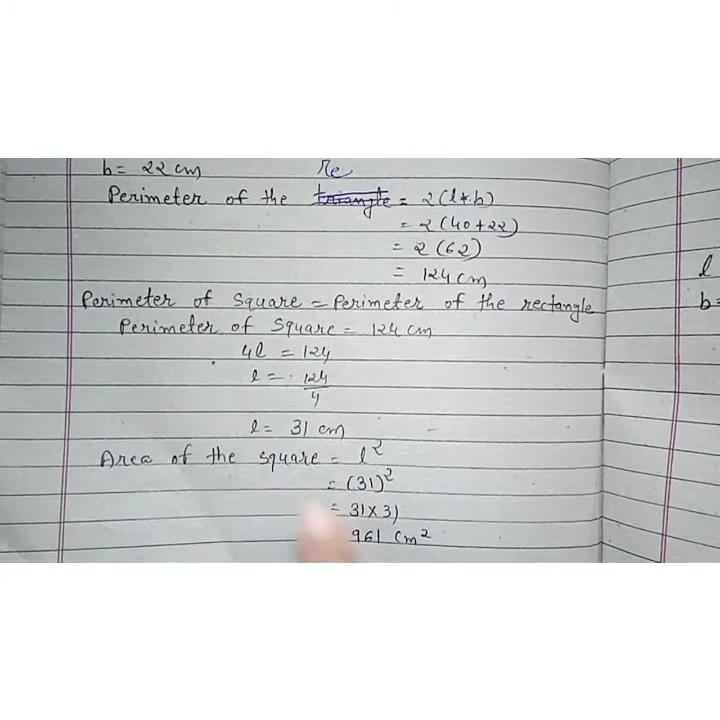 b= 22 cm
Re
Perimeter of the triangle = 2(l+b)
= 2(40+22)
= 2(62)
= 124 cm
Perimeter of square = Perimeter of the rectangle
Perimeter of square = 124 cm
4l = 124
l = 124/4
l = 31 cm
Area of the square = l²
= (31)²
= 31×31
961 cm²
l
b=